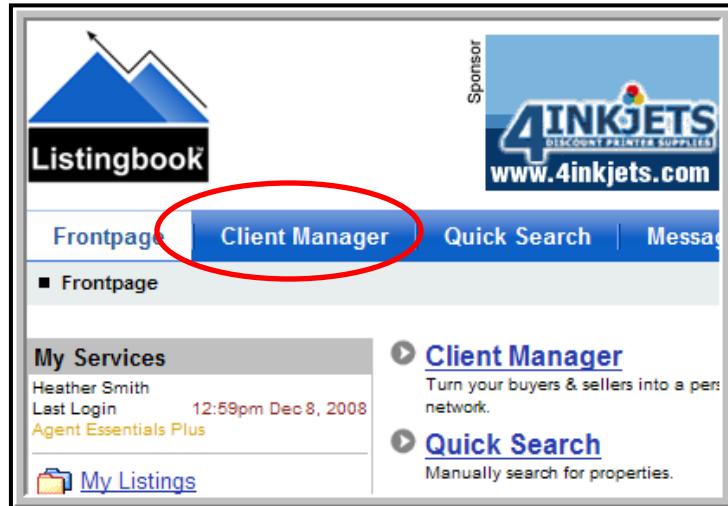 Listingbook
Sponsor
4INKJETS
DISCOUNT PRINTER SUPPLIES
www.4inkjets.com
Frontpage
Client Manager
Quick Search
Messag
Frontpage
My Services
Heather Smith
Last Login 12:59pm Dec 8, 2008
Agent Essentials Plus
My Listings
Client Manager
Turn your buyers & sellers into a pers
network.
Quick Search
Manually search for properties.